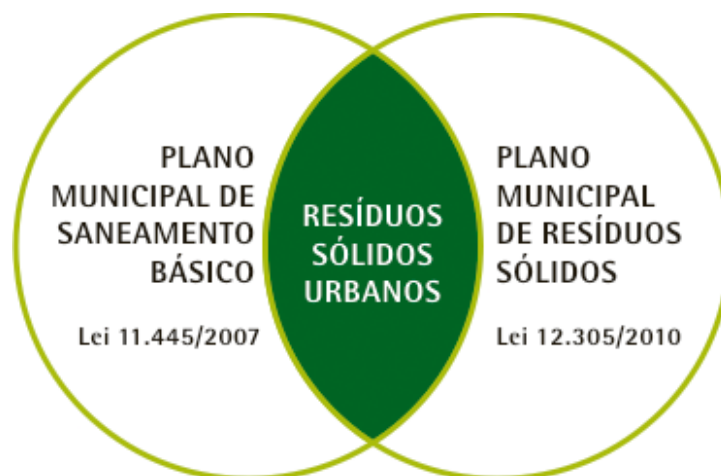 PLANO
MUNICIPAL DE
SANEAMENTO
BÁSICO
Lei 11.445/2007
RESÍDUOS
SÓLIDOS
URBANOS
PLANO
MUNICIPAL
DE RESÍDUOS
SÓLIDOS
Lei 12.305/2010